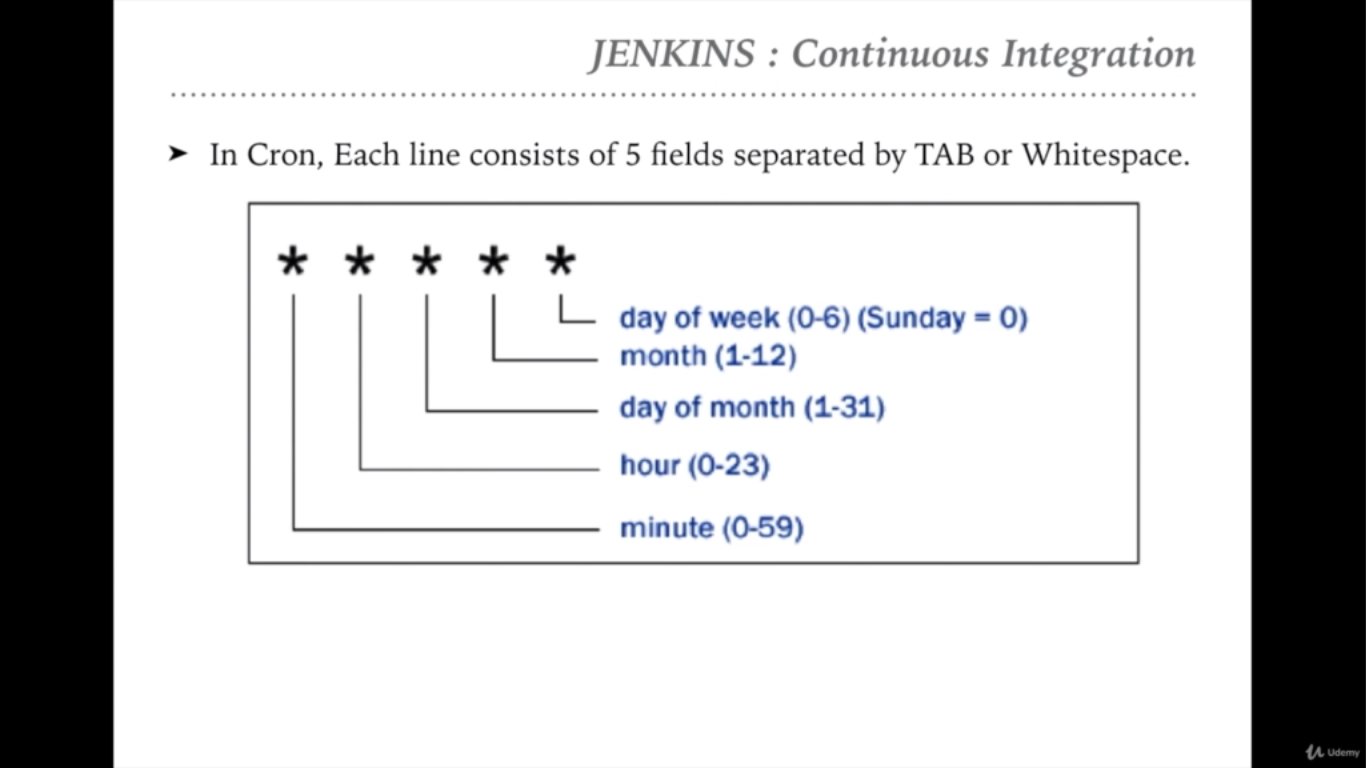 JENKINS : Continuous Integration
➤ In Cron, Each line consists of 5 fields separated by TAB or Whitespace.
* * * * *
day of week (0-6) (Sunday = 0)
month (1-12)
day of month (1-31)
hour (0-23)
minute (0-59)
Udemy